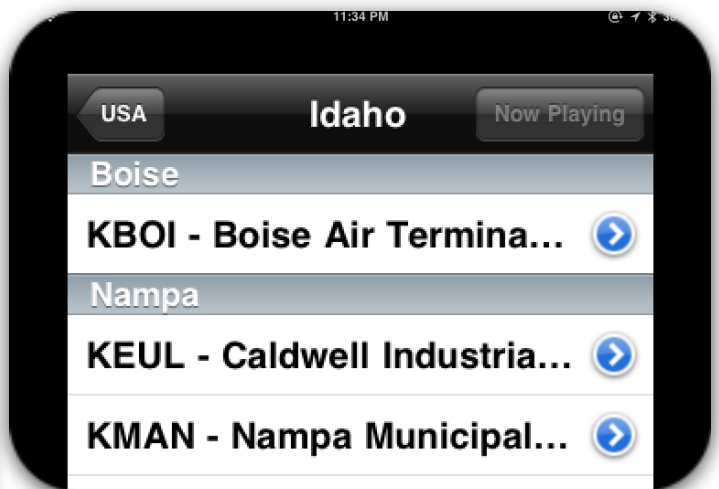 11:34 PM
USA
Idaho
Now Playing
Boise
KBOI - Boise Air Termina...
Nampa
KEUL - Caldwell Industria...
KMAN - Nampa Municipal...